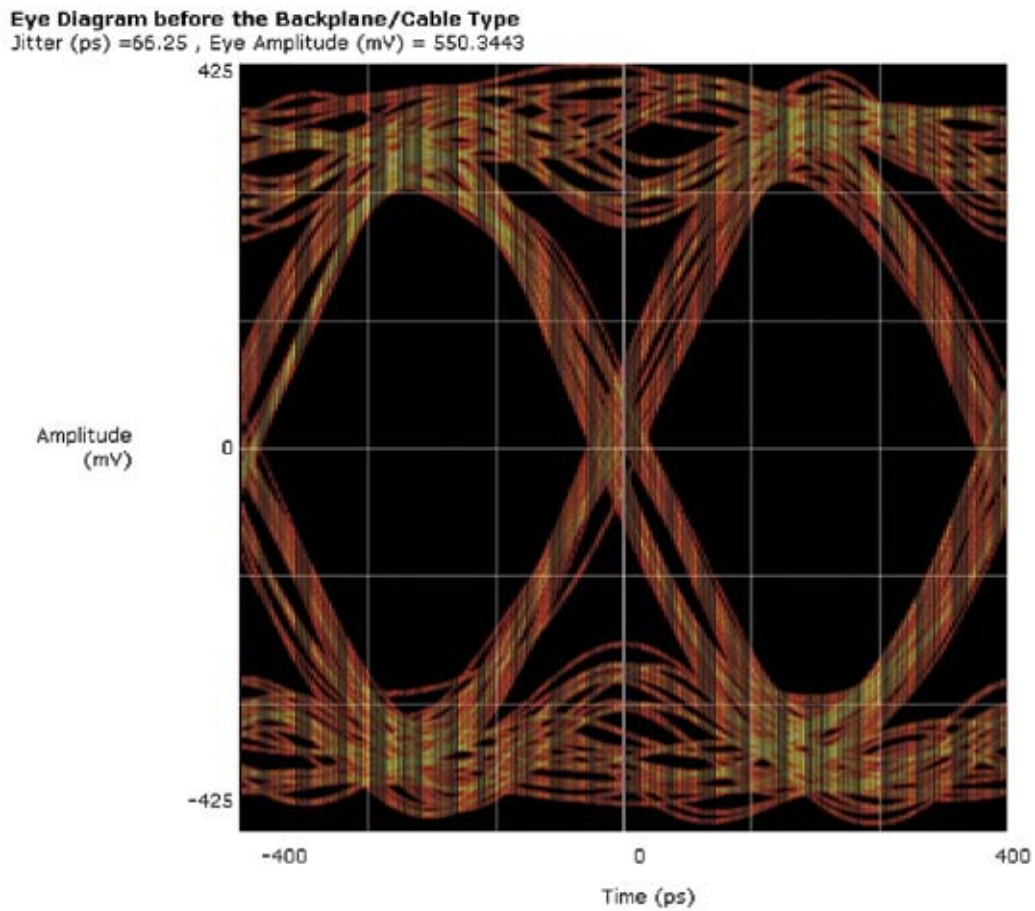 Eye Diagram before the Backplane/Cable Type
Jitter (ps) =66.25 , Eye Amplitude (mV) = 550.3443
425
Amplitude
(mV)
0
-425
-400
0
400
Time (ps)